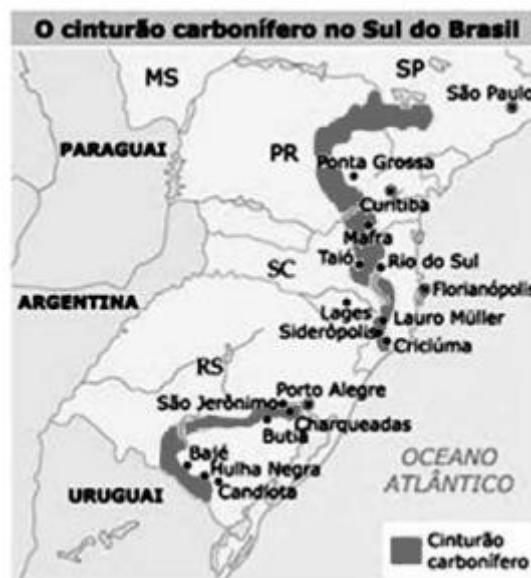 O cinturão carbonífero no Sul do Brasil
MS
SP
São Paulo
PARAGUAI
PR
Ponta Grossa
Curitiba
Mafra
Taió
Rio do Sul
SC
Florianópolis
ARGENTINA
Lages
Lauro Müller
Siderópolis
Criciúma
RS
Porto Alegre
São Jerônimo
Charqueadas
Butiá
Bajé
Hulha Negra
Candiota
URUGUAI
OCEANO
ATLÂNTICO
Cinturão
carbonífero